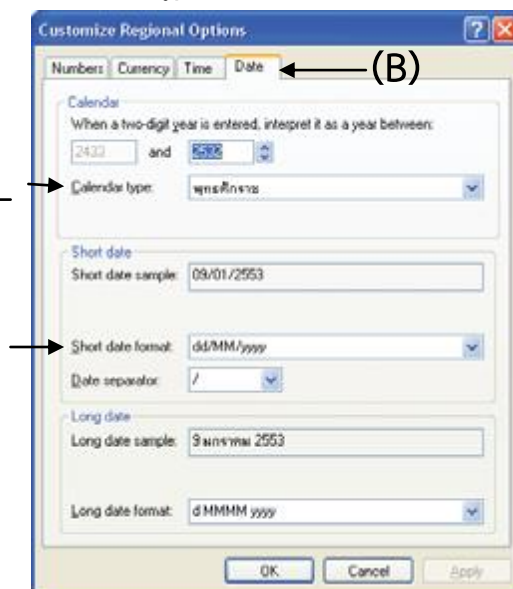 Customize Regional Options
Numbers Currency Time Date (B)
Calendar
When a two-digit year is entered, interpret it as a year between:
2433 and 2532
Calendar type: พุทธศักราช
Short date
Short date sample: 09/01/2553
Short date format: dd/MM/yyyy
Date separator: /
Long date
Long date sample: 9 มกราคม 2553
Long date format: d MMMM yyyy
OK Cancel Apply